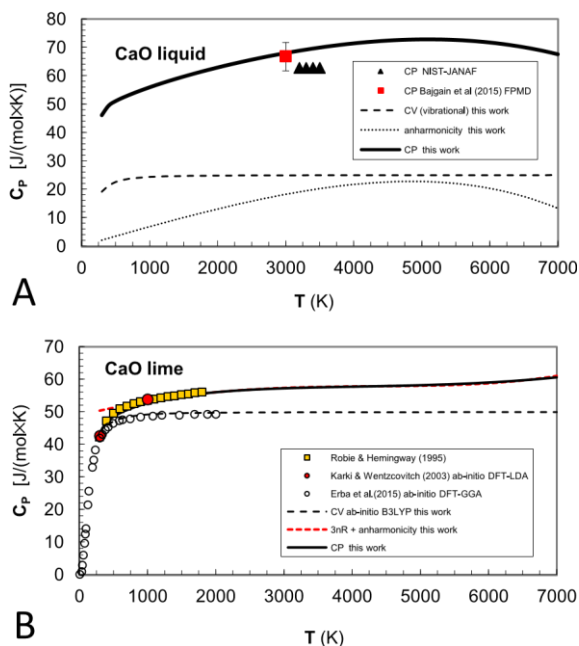 80
70
60
50
40
30
20
10
0
C_P [J/(mol×K)]
CaO liquid
CP NIST-JANAF
CP Bajgain et al (2015) FPMD
CV (vibrational) this work
anharmonicity this work
CP this work
0 1000 2000 3000 4000 5000 6000 7000
T (K)
A
70
60
50
40
30
20
10
0
C_P [J/(mol×K)]
CaO lime
Robie & Hemingway (1995)
Karki & Wentzcovitch (2003) ab-initio DFT-LDA
Erba et al.(2015) ab-initio DFT-GGA
CV ab-initio B3LYP this work
3nR + anharmonicity this work
CP this work
0 1000 2000 3000 4000 5000 6000 7000
T (K)
B